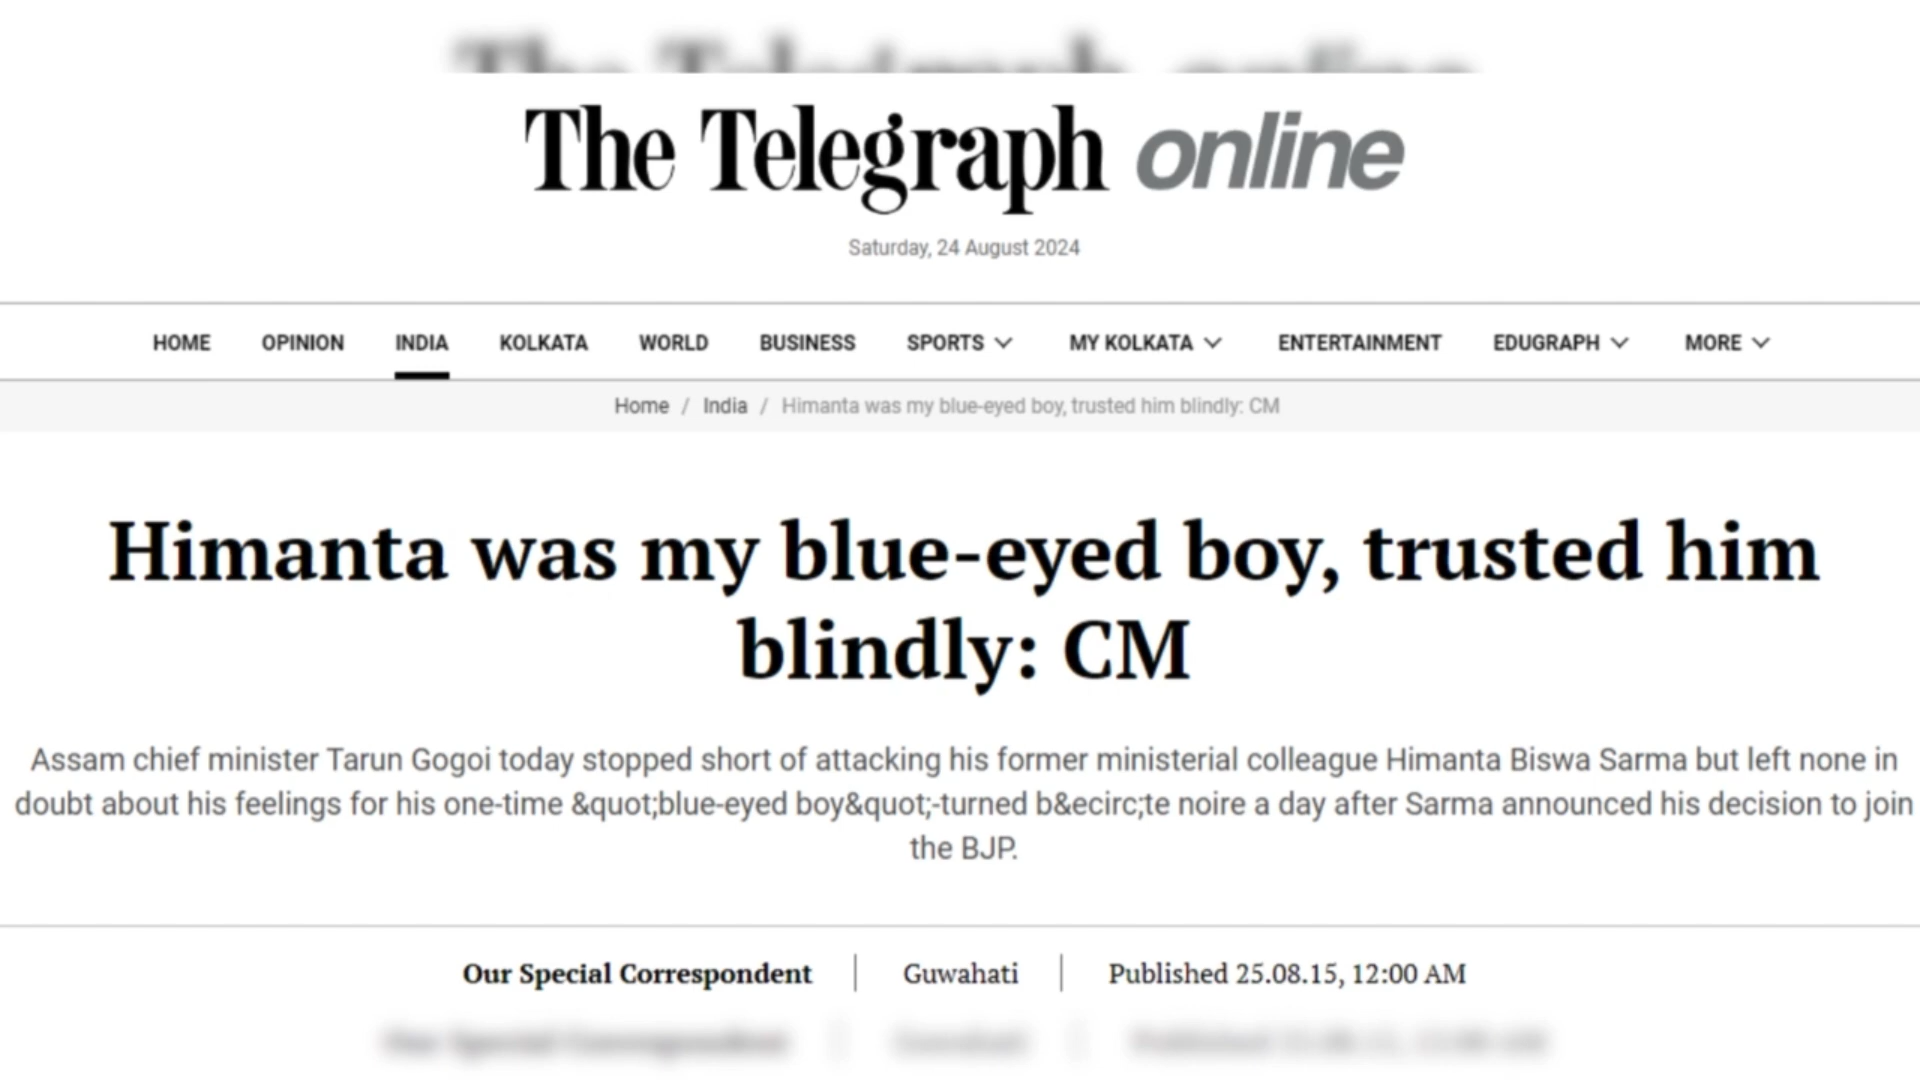 The Telegraph online
Saturday, 24 August 2024
HOME OPINION INDIA KOLKATA WORLD BUSINESS SPORTS MY KOLKATA ENTERTAINMENT EDUGRAPH MORE
Home / India / Himanta was my blue-eyed boy, trusted him blindly: CM
Himanta was my blue-eyed boy, trusted him
blindly: CM
Assam chief minister Tarun Gogoi today stopped short of attacking his former ministerial colleague Himanta Biswa Sarma but left none in
doubt about his feelings for his one-time &quot;blue-eyed boy&quot;-turned b&ecirc;te noire a day after Sarma announced his decision to join
the BJP.
Our Special Correspondent | Guwahati | Published 25.08.15, 12:00 AM